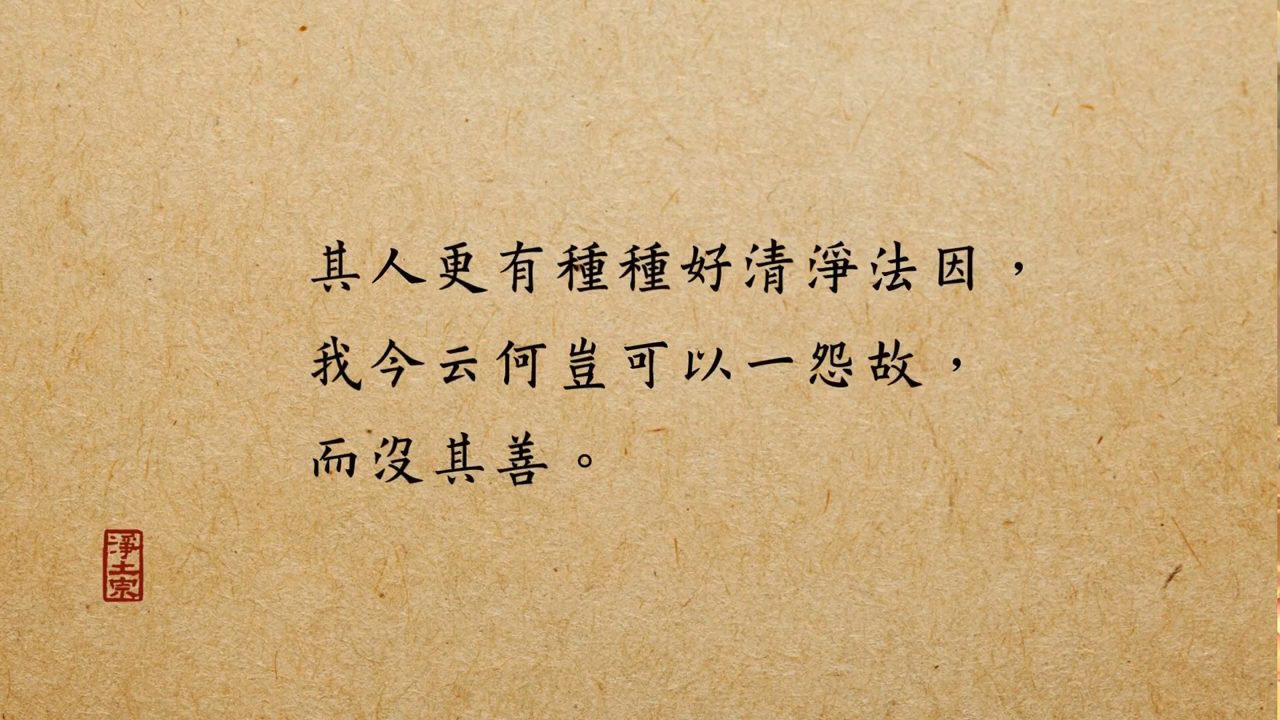 其人更有種種好清淨法因，
我今云何豈可以一怨故，
而沒其善。
淨土宗